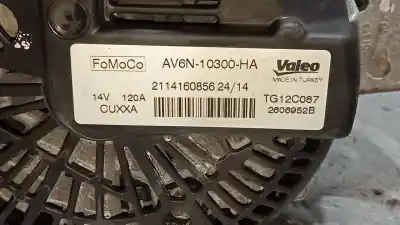 FoMoCo AV6N-10300-HA Valeo
MADE IN TURKEY
2114160856 24/14
14V 120A TG12C087
CUXXA 2606952B